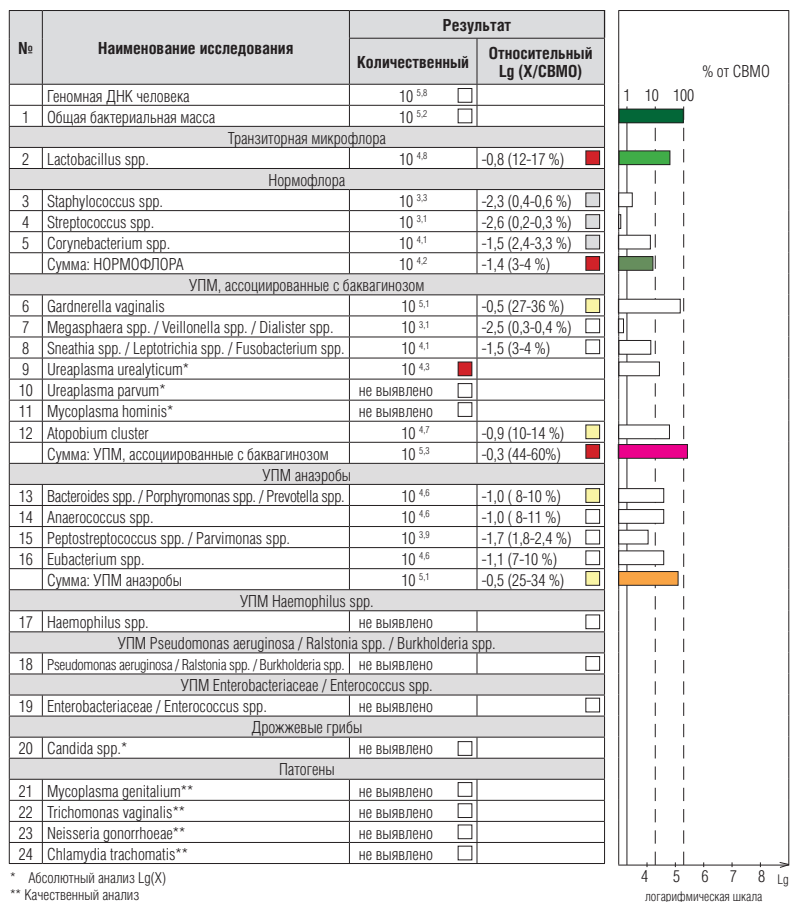 № Наименование исследования Результат
Количественный Относительный Lg (X/СВМО)
% от СВМО
1 10 100
Геномная ДНК человека 10 5,8
1 Общая бактериальная масса 10 5,2
Транзиторная микрофлора
2 Lactobacillus spp. 10 4,8 -0,8 (12-17 %)
Нормофлора
3 Staphylococcus spp. 10 3,3 -2,3 (0,4-0,6 %)
4 Streptococcus spp. 10 3,1 -2,6 (0,2-0,3 %)
5 Corynebacterium spp. 10 4,1 -1,5 (2,4-3,3 %)
Сумма: НОРМОФЛОРА 10 4,2 -1,4 (3-4 %)
УПМ, ассоциированные с баквагинозом
6 Gardnerella vaginalis 10 5,1 -0,5 (27-36 %)
7 Megasphaera spp. / Veillonella spp. / Dialister spp. 10 3,1 -2,5 (0,3-0,4 %)
8 Sneathia spp. / Leptotrichia spp. / Fusobacterium spp. 10 4,1 -1,5 (3-4 %)
9 Ureaplasma urealyticum* 10 4,3
10 Ureaplasma parvum* не выявлено
11 Mycoplasma hominis* не выявлено
12 Atopobium cluster 10 4,7 -0,9 (10-14 %)
Сумма: УПМ, ассоциированные с баквагинозом 10 5,3 -0,3 (44-60%)
УПМ анаэробы
13 Bacteroides spp. / Porphyromonas spp. / Prevotella spp. 10 4,6 -1,0 ( 8-10 %)
14 Anaerococcus spp. 10 4,6 -1,0 ( 8-11 %)
15 Peptostreptococcus spp. / Parvimonas spp. 10 3,9 -1,7 (1,8-2,4 %)
16 Eubacterium spp. 10 4,6 -1,1 (7-10 %)
Сумма: УПМ анаэробы 10 5,1 -0,5 (25-34 %)
УПМ Haemophilus spp.
17 Haemophilus spp. не выявлено
УПМ Pseudomonas aeruginosa / Ralstonia spp. / Burkholderia spp.
18 Pseudomonas aeruginosa / Ralstonia spp. / Burkholderia spp. не выявлено
УПМ Enterobacteriaceae / Enterococcus spp.
19 Enterobacteriaceae / Enterococcus spp. не выявлено
Дрожжевые грибы
20 Candida spp.* не выявлено
Патогены
21 Mycoplasma genitalium** не выявлено
22 Trichomonas vaginalis** не выявлено
23 Neisseria gonorrhoeae** не выявлено
24 Chlamydia trachomatis** не выявлено
4 5 6 7 8 Lg
логарифмическая шкала
* Абсолютный анализ Lg(X)
** Качественный анализ